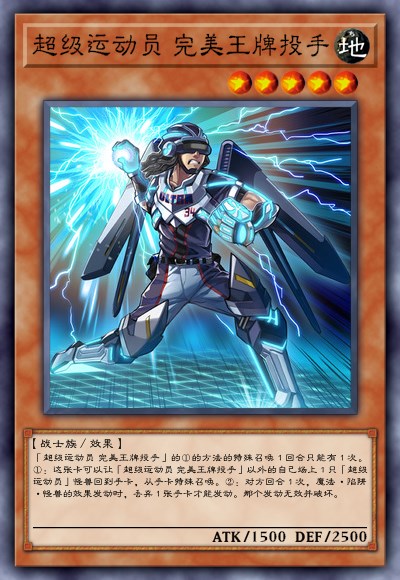 超级运动员 完美王牌投手
地
ULTRA
34
【战士族／效果】
「超级运动员 完美王牌投手」的①的方法的特殊召唤１回合只能有１次。
①：这张卡可以让「超级运动员 完美王牌投手」以外的自己场上１只「超级
运动员」怪兽回到手卡，从手卡特殊召唤。②：对方回合１次，魔法·陷阱
·怪兽的效果发动时，丢弃１张手卡才能发动。那个发动无效并破坏。
ATK/1500 DEF/2500